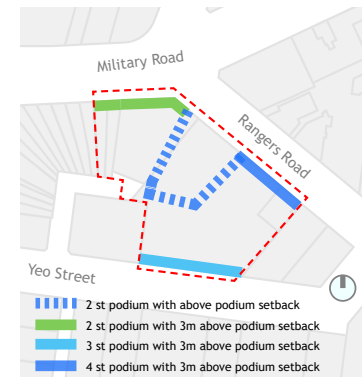 Military Road
Rangers Road
Yeo Street
2 st podium with above podium setback
2 st podium with 3m above podium setback
3 st podium with 3m above podium setback
4 st podium with 3m above podium setback